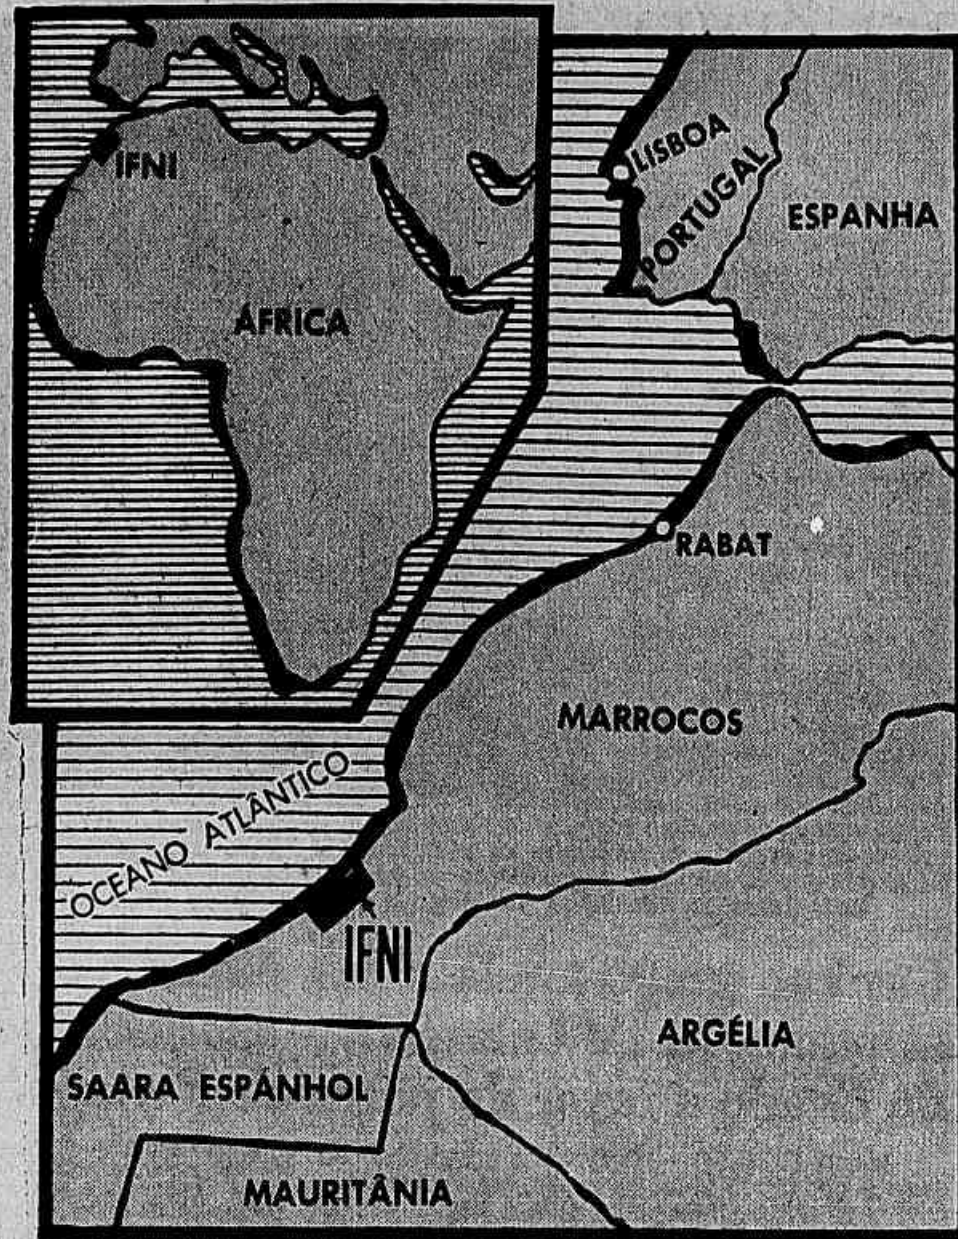 IFNI
ÁFRICA
LISBOA
PORTUGAL
ESPANHA
RABAT
MARROCOS
OCEANO ATLÂNTICO
IFNI
ARGÉLIA
SAARA ESPANHOL
MAURITÂNIA